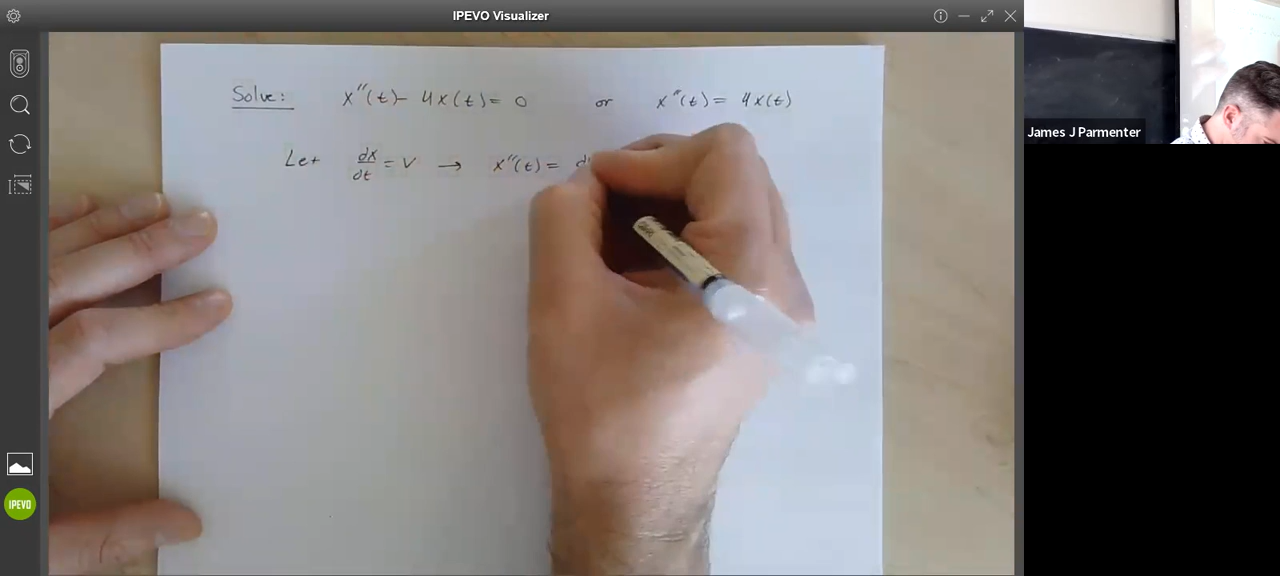 IPEVO Visualizer
Solve: x''(t) - 4x(t) = 0 or x''(t) = 4x(t)
Let dx/dt = v → x''(t) =
James J Parmenter
IPEVO